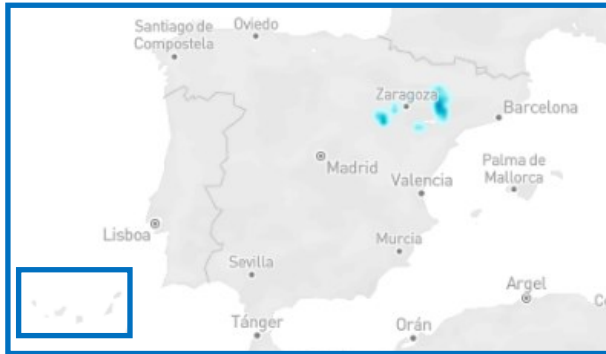 Santiago de
Compostela
Oviedo
Zaragoza
Barcelona
Madrid
Palma de
Mallorca
Valencia
Lisboa
Murcia
Sevilla
Argel
Tánger
Orán